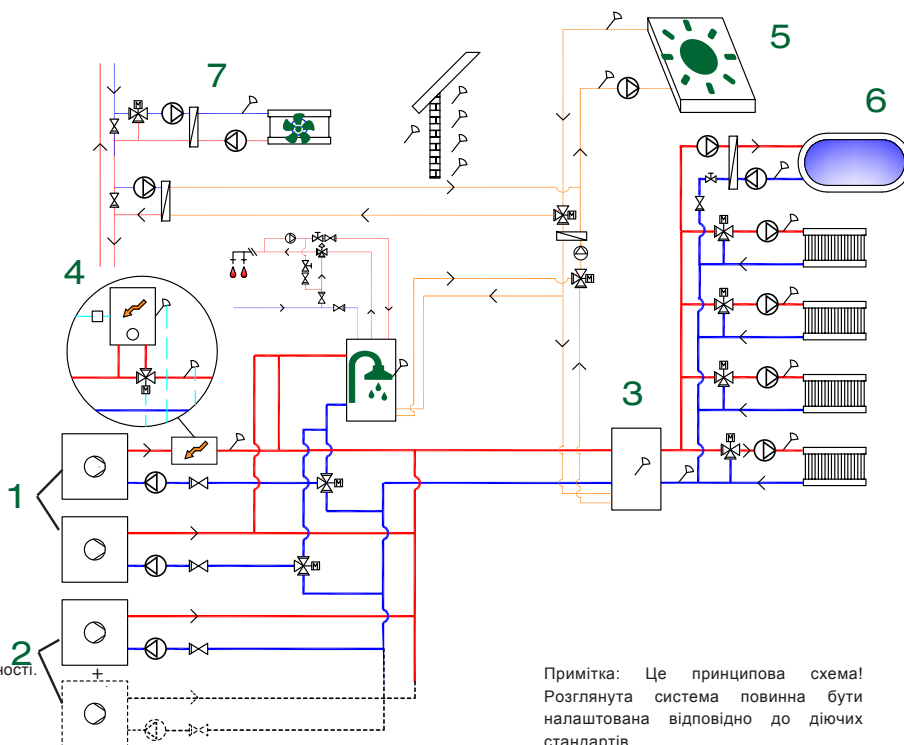 5
7
6
M
M
M
M
4
M
M
M
3
M
M
1
M
M
2
ності.
+
Примітка: Це принципова схема!
Розглянута система повинна бути
налаштована відповідно до діючих
стандартів